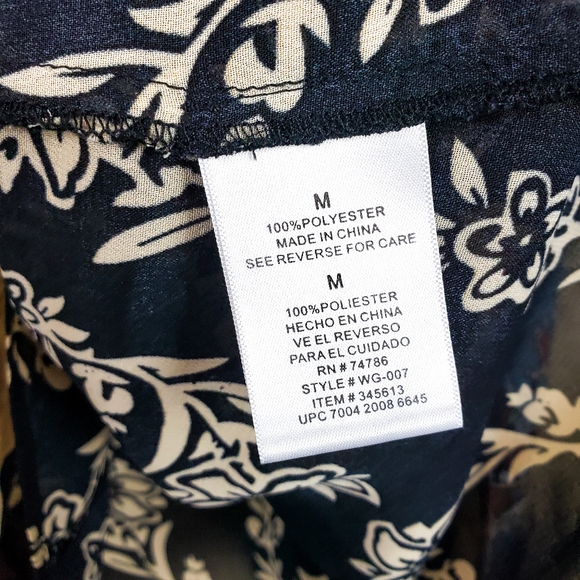 M
100%POLYESTER
MADE IN CHINA
SEE REVERSE FOR CARE
M
100%POLIESTER
HECHO EN CHINA
VE EL REVERSO
PARA EL CUIDADO
RN # 74786
STYLE # WG-007
ITEM # 345613
UPC 7004 2008 6645